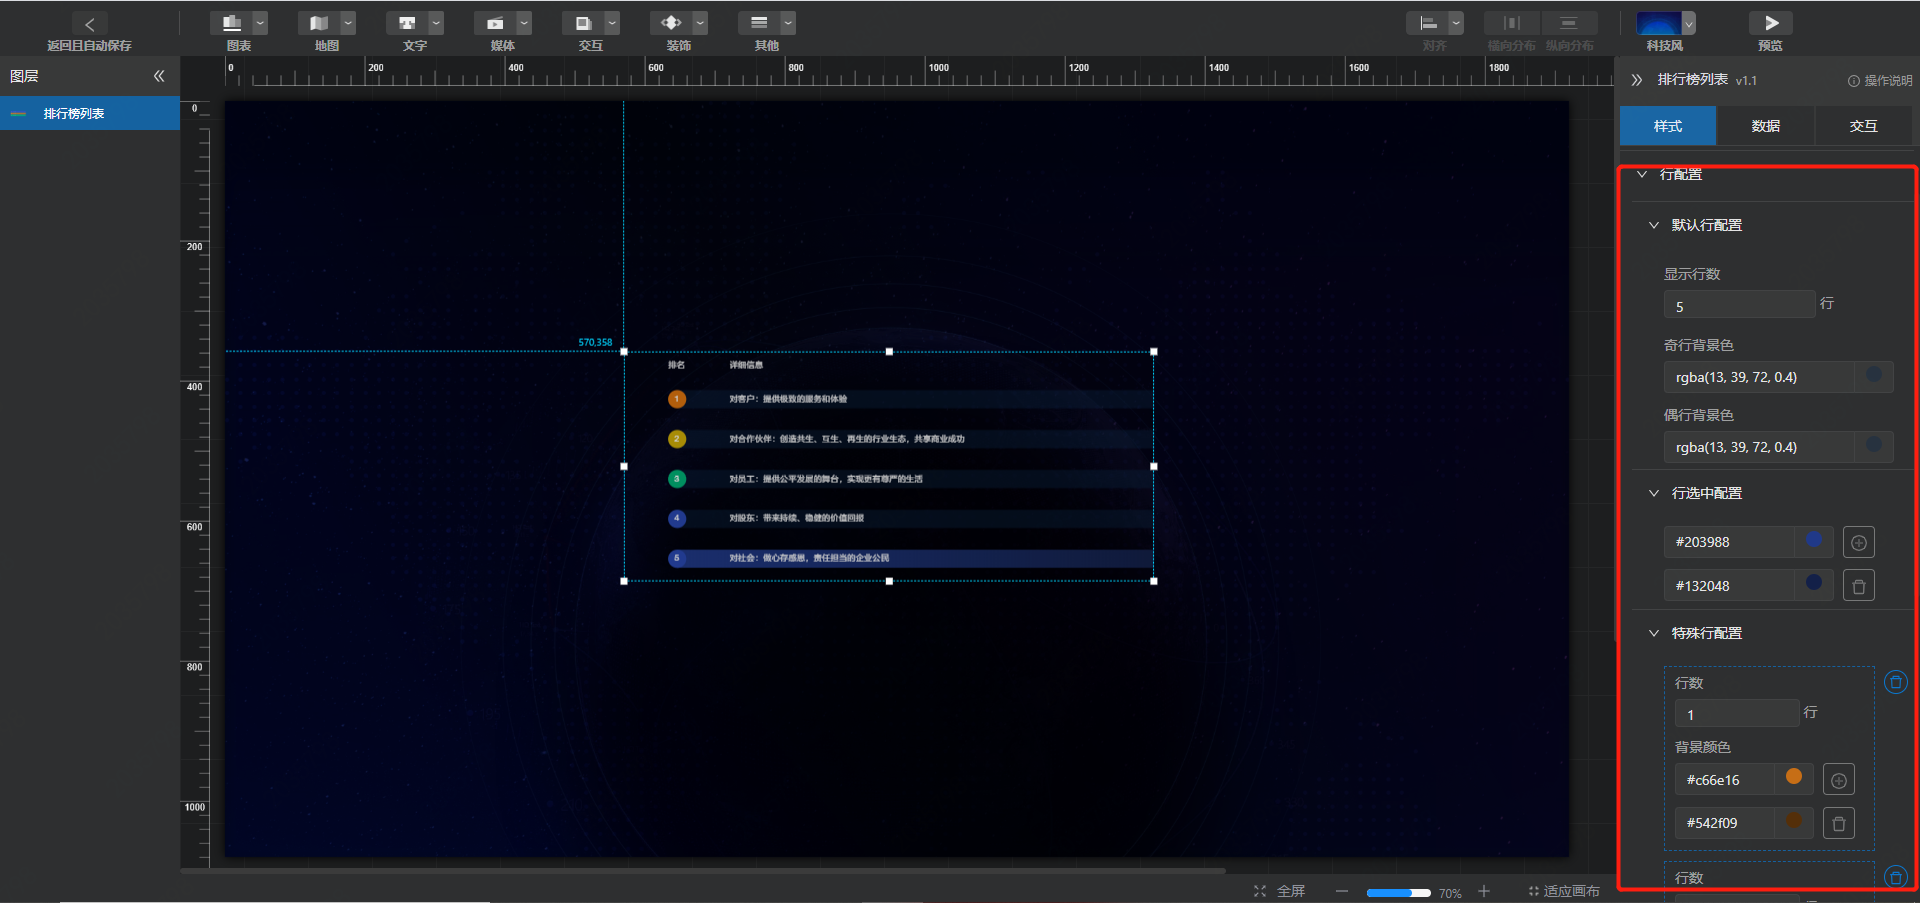 返回且自动保存
图表
地图
文字
媒体
交互
装饰
其他
对齐
横向分布
纵向分布
科技风
预览
图层
排行榜列表
0
200
400
600
800
1000
1200
1400
1600
1800
0
200
400
600
800
1000
570,358
排名 详细信息
1 对客户：提供极致的服务和体验
2 对合作伙伴：创造共生、互生、再生的行业生态，共享商业成功
3 对员工：提供公平发展的舞台，实现更有尊严的生活
4 对股东：带来持续、稳健的价值回报
5 对社会：做心存感恩，责任担当的企业公民
排行榜列表 v1.1
操作说明
样式
数据
交互
行配置
默认行配置
显示行数
5 行
奇行背景色
rgba(13, 39, 72, 0.4)
偶行背景色
rgba(13, 39, 72, 0.4)
行选中配置
#203988
#132048
特殊行配置
行数
1 行
背景颜色
#c66e16
#542f09
行数
全屏
70%
适应画布